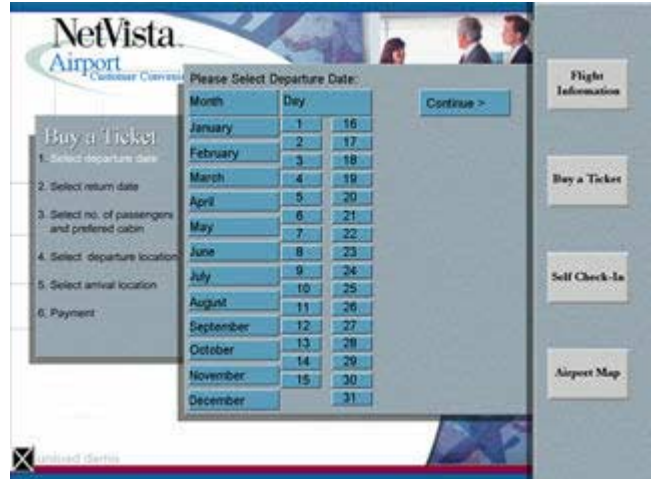 NetVista
Airport
Customer
Please Select Departure Date:
Month Day
Continue >
January
February
March
April
May
June
July
August
September
October
November
December
1 16
2 17
3 18
4 19
5 20
6 21
7 22
8 23
9 24
10 25
11 26
12 27
13 28
14 29
15 30
31
Buy a Ticket
1. Select departure date
2. Select return date
3. Select no. of passengers
and prefered cabin
4. Select departure location
5. Select arrival location
6. Payment
Flight
Information
Buy a Ticket
Self Check-In
Airport Map